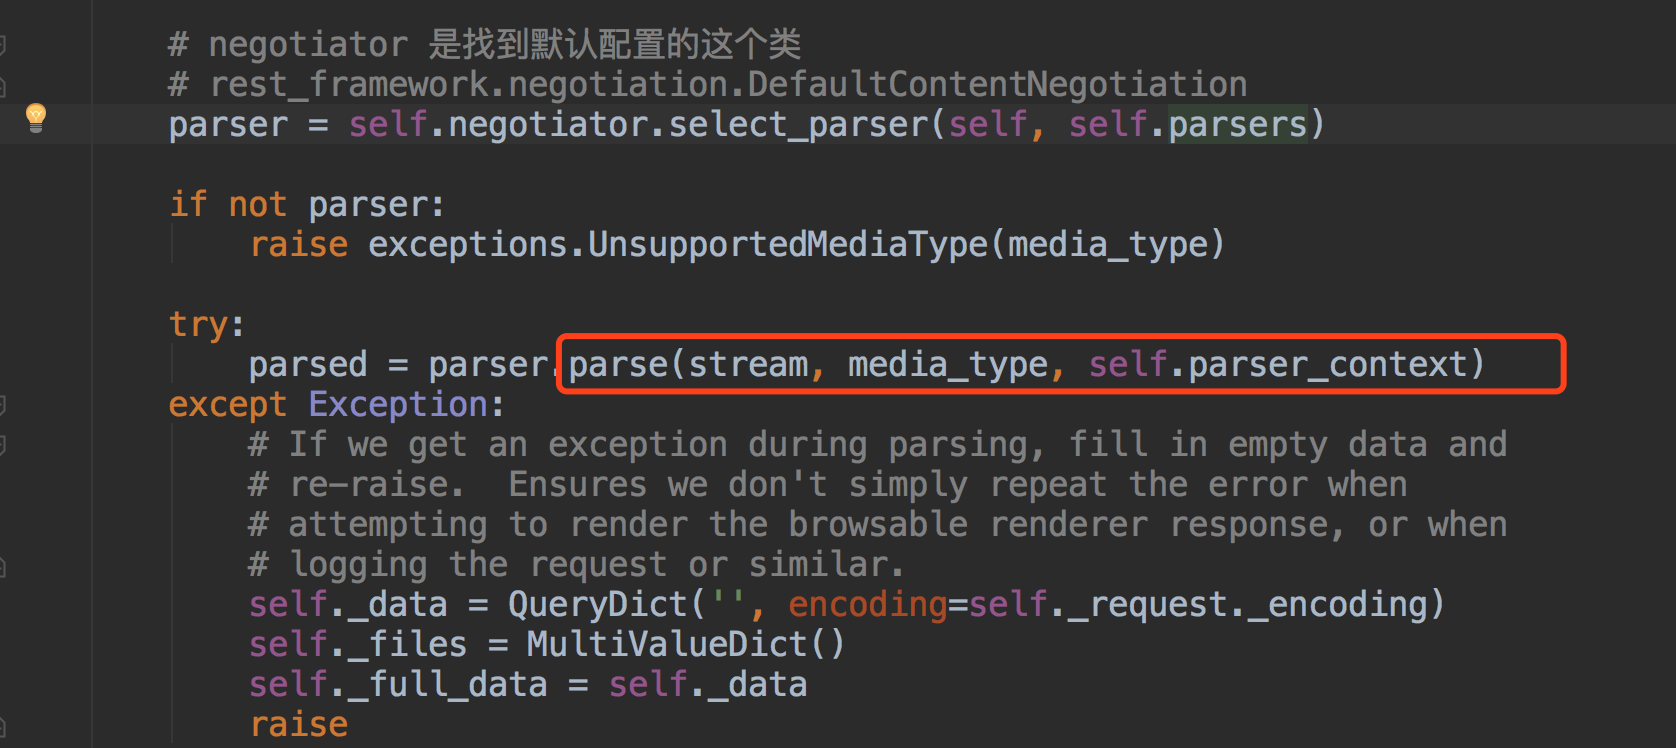 # negotiator 是找到默认配置的这个类
# rest_framework.negotiation.DefaultContentNegotiation
parser = self.negotiator.select_parser(self, self.parsers)
if not parser:
    raise exceptions.UnsupportedMediaType(media_type)
try:
    parsed = parser.parse(stream, media_type, self.parser_context)
except Exception:
    # If we get an exception during parsing, fill in empty data and
    # re-raise.  Ensures we don't simply repeat the error when
    # attempting to render the browsable renderer response, or when
    # logging the request or similar.
    self._data = QueryDict('', encoding=self._request._encoding)
    self._files = MultiValueDict()
    self._full_data = self._data
    raise